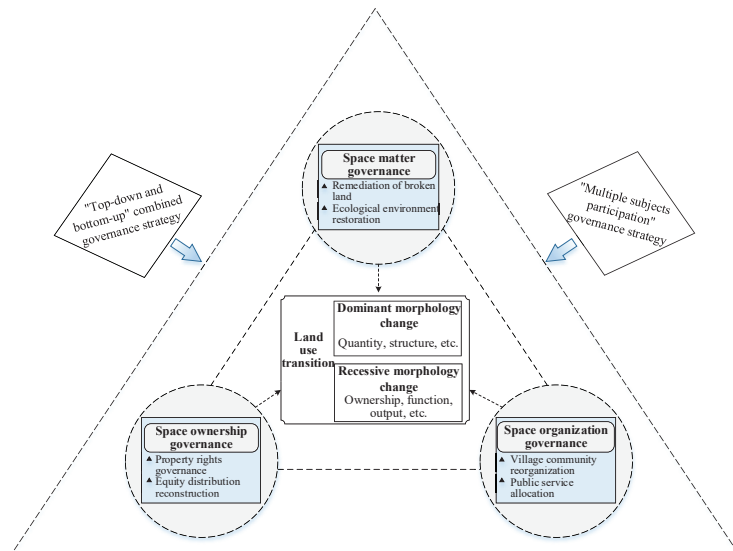 Space matter
governance
Remediation of broken
land
Ecological environment
restoration
"Top-down and
bottom-up" combined
governance strategy
"Multiple subjects
participation"
governance strategy
Land
use
transition
Dominant morphology
change
Quantity, structure, etc.
Recessive morphology
change
Ownership, function,
output, etc.
Space ownership
governance
Property rights
governance
Equity distribution
reconstruction
Space organization
governance
Village community
reorganization
Public service
allocation